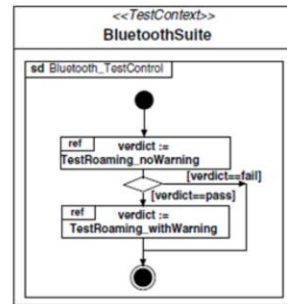 <<TestContext>>
BluetoothSuite
sd Bluetooth_TestControl
ref
verdict :=
TestRoaming_noWarning
[verdict==fail]
[verdict==pass]
ref
verdict :=
TestRoaming_withWarning